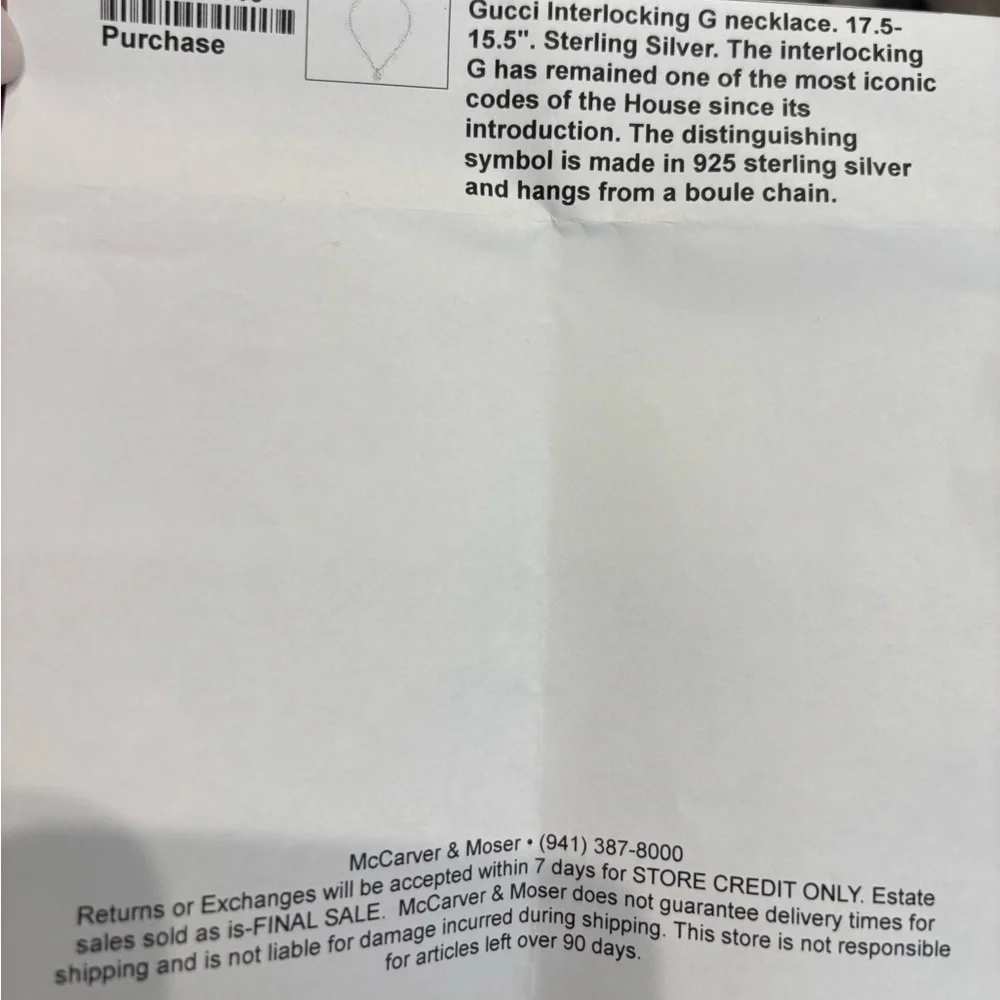 Purchase
Gucci Interlocking G necklace. 17.5-
15.5". Sterling Silver. The interlocking
G has remained one of the most iconic
codes of the House since its
introduction. The distinguishing
symbol is made in 925 sterling silver
and hangs from a boule chain.
McCarver & Moser • (941) 387-8000
Returns or Exchanges will be accepted within 7 days for STORE CREDIT ONLY. Estate
sales sold as is-FINAL SALE. McCarver & Moser does not guarantee delivery times for
shipping and is not liable for damage incurred during shipping. This store is not responsible
for articles left over 90 days.